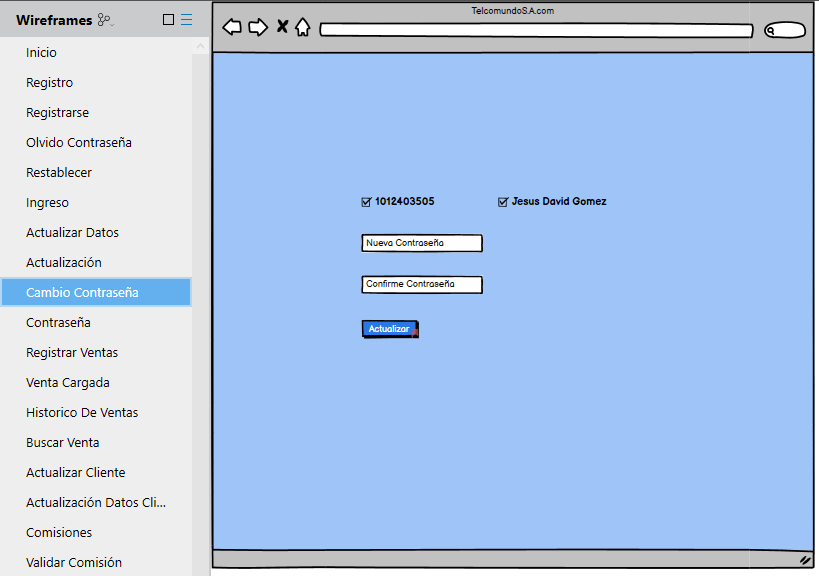 Wireframes
Inicio
Registro
Registrarse
Olvido Contraseña
Restablecer
Ingreso
Actualizar Datos
Actualización
Cambio Contraseña
Contraseña
Registrar Ventas
Venta Cargada
Historico De Ventas
Buscar Venta
Actualizar Cliente
Actualización Datos Cli...
Comisiones
Validar Comisión
TelcomundoS.A.com
1012403505
Jesus David Gomez
Nueva Contraseña
Confirme Contraseña
Actualizar